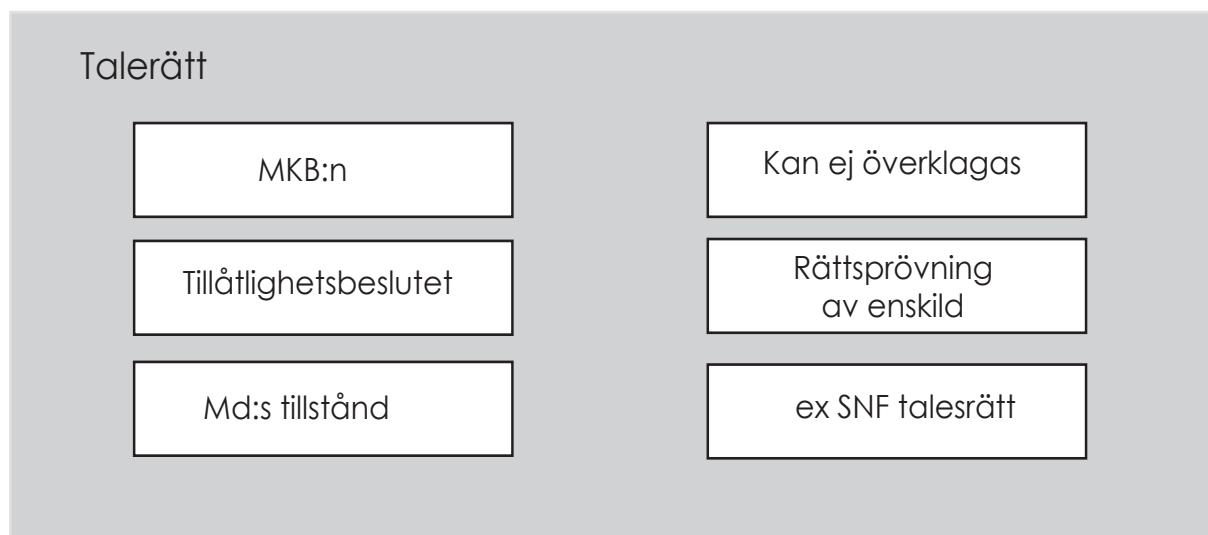 Talerätt
MKB:n
Kan ej överklagas
Tillåtlighetsbeslutet
Rättsprövning
av enskild
Md:s tillstånd
ex SNF talesrätt